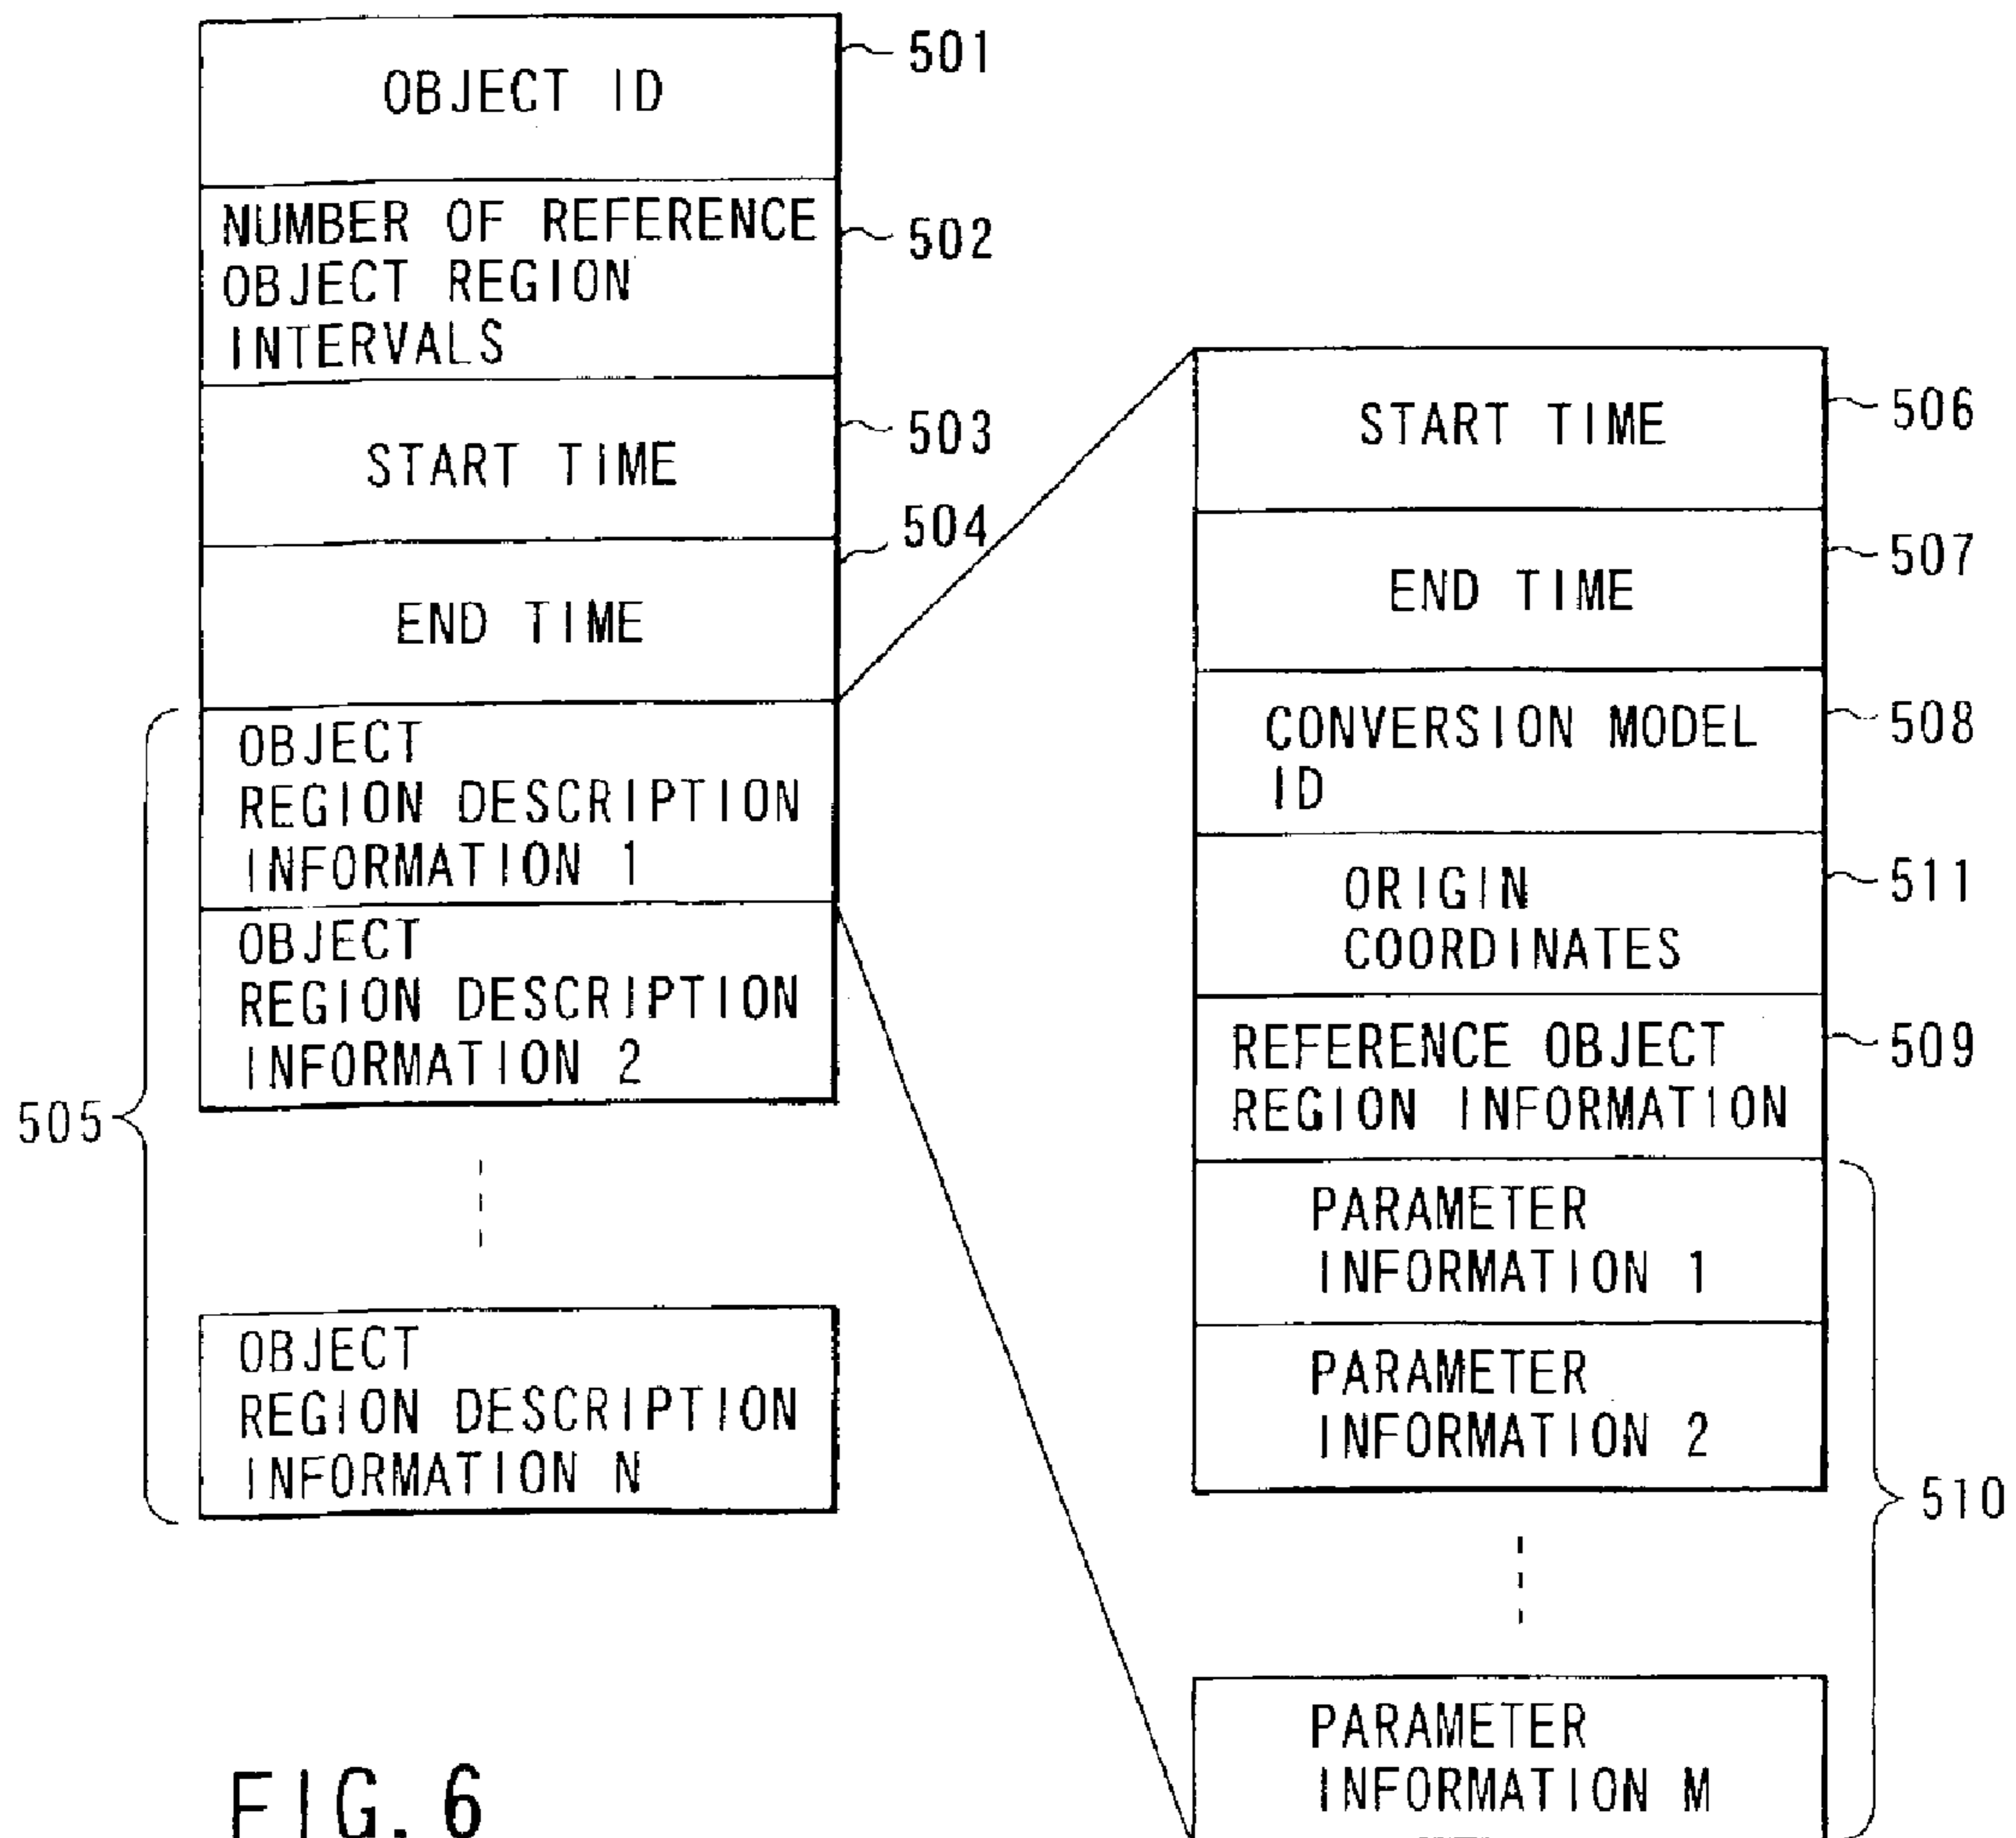 OBJECT ID
501
NUMBER OF REFERENCE
OBJECT REGION
INTERVALS
502
START TIME
503
END TIME
504
505
OBJECT
REGION DESCRIPTION
INFORMATION 1
OBJECT
REGION DESCRIPTION
INFORMATION 2
OBJECT
REGION DESCRIPTION
INFORMATION N
START TIME
506
END TIME
507
CONVERSION MODEL
ID
508
ORIGIN
COORDINATES
511
REFERENCE OBJECT
REGION INFORMATION
509
PARAMETER
INFORMATION 1
PARAMETER
INFORMATION 2
510
PARAMETER
INFORMATION M
FIG. 6